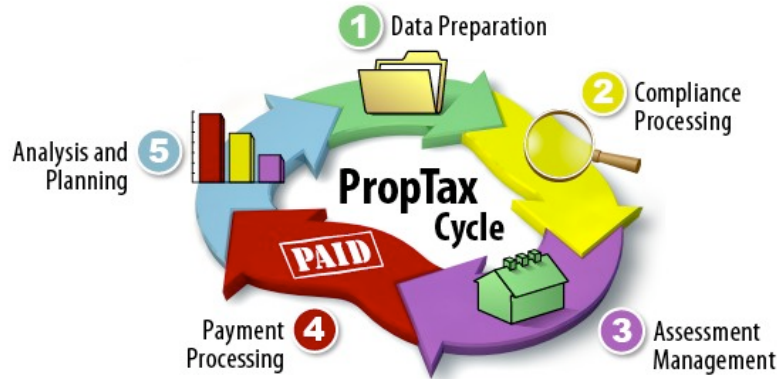 1 Data Preparation
2 Compliance
Processing
PropTax
Cycle
3 Assessment
Management
PAID
Payment
Processing 4
Analysis and
Planning 5